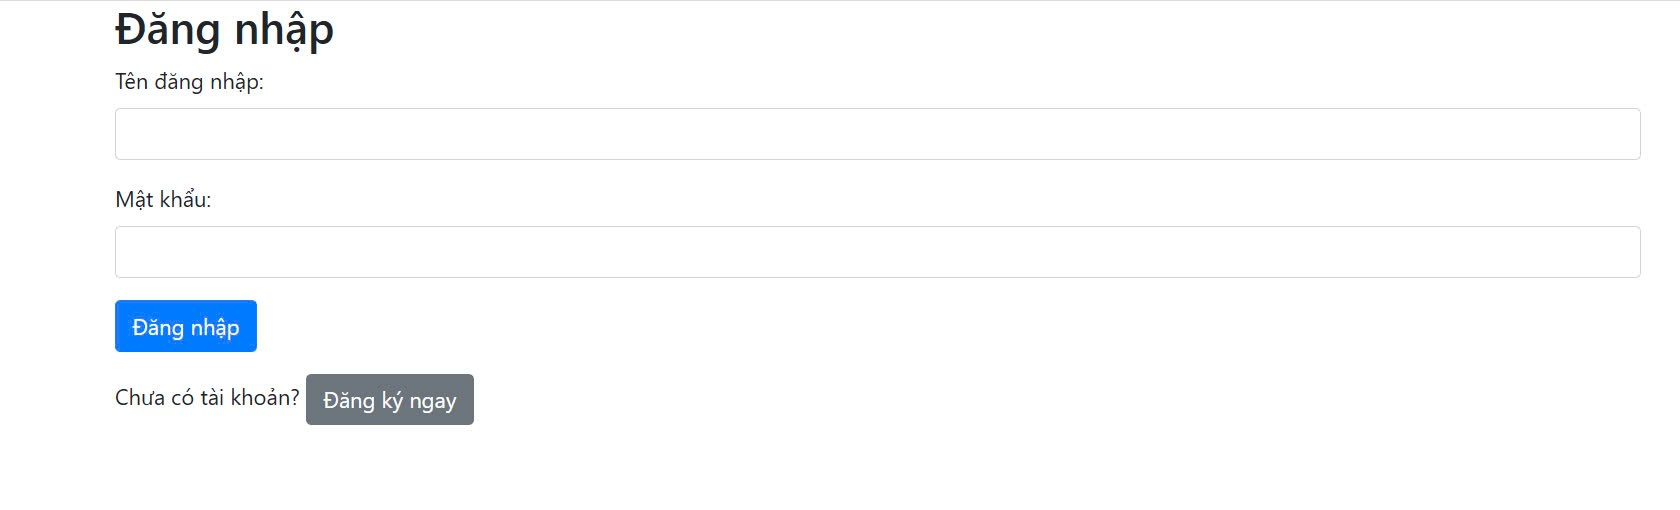 Đăng nhập
Tên đăng nhập:
Mật khẩu:
Đăng nhập
Chưa có tài khoản? Đăng ký ngay